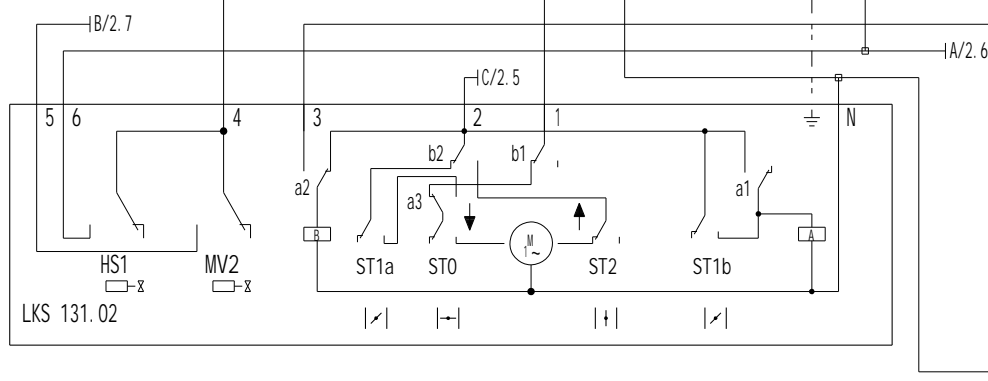 B/2.7
A/2.6
C/2.5
5 6 4 3 2 1 N
b2 b1
a2 a3 a1
B M 1~ A
HS1 MV2 ST1a ST0 ST2 ST1b
LKS 131.02